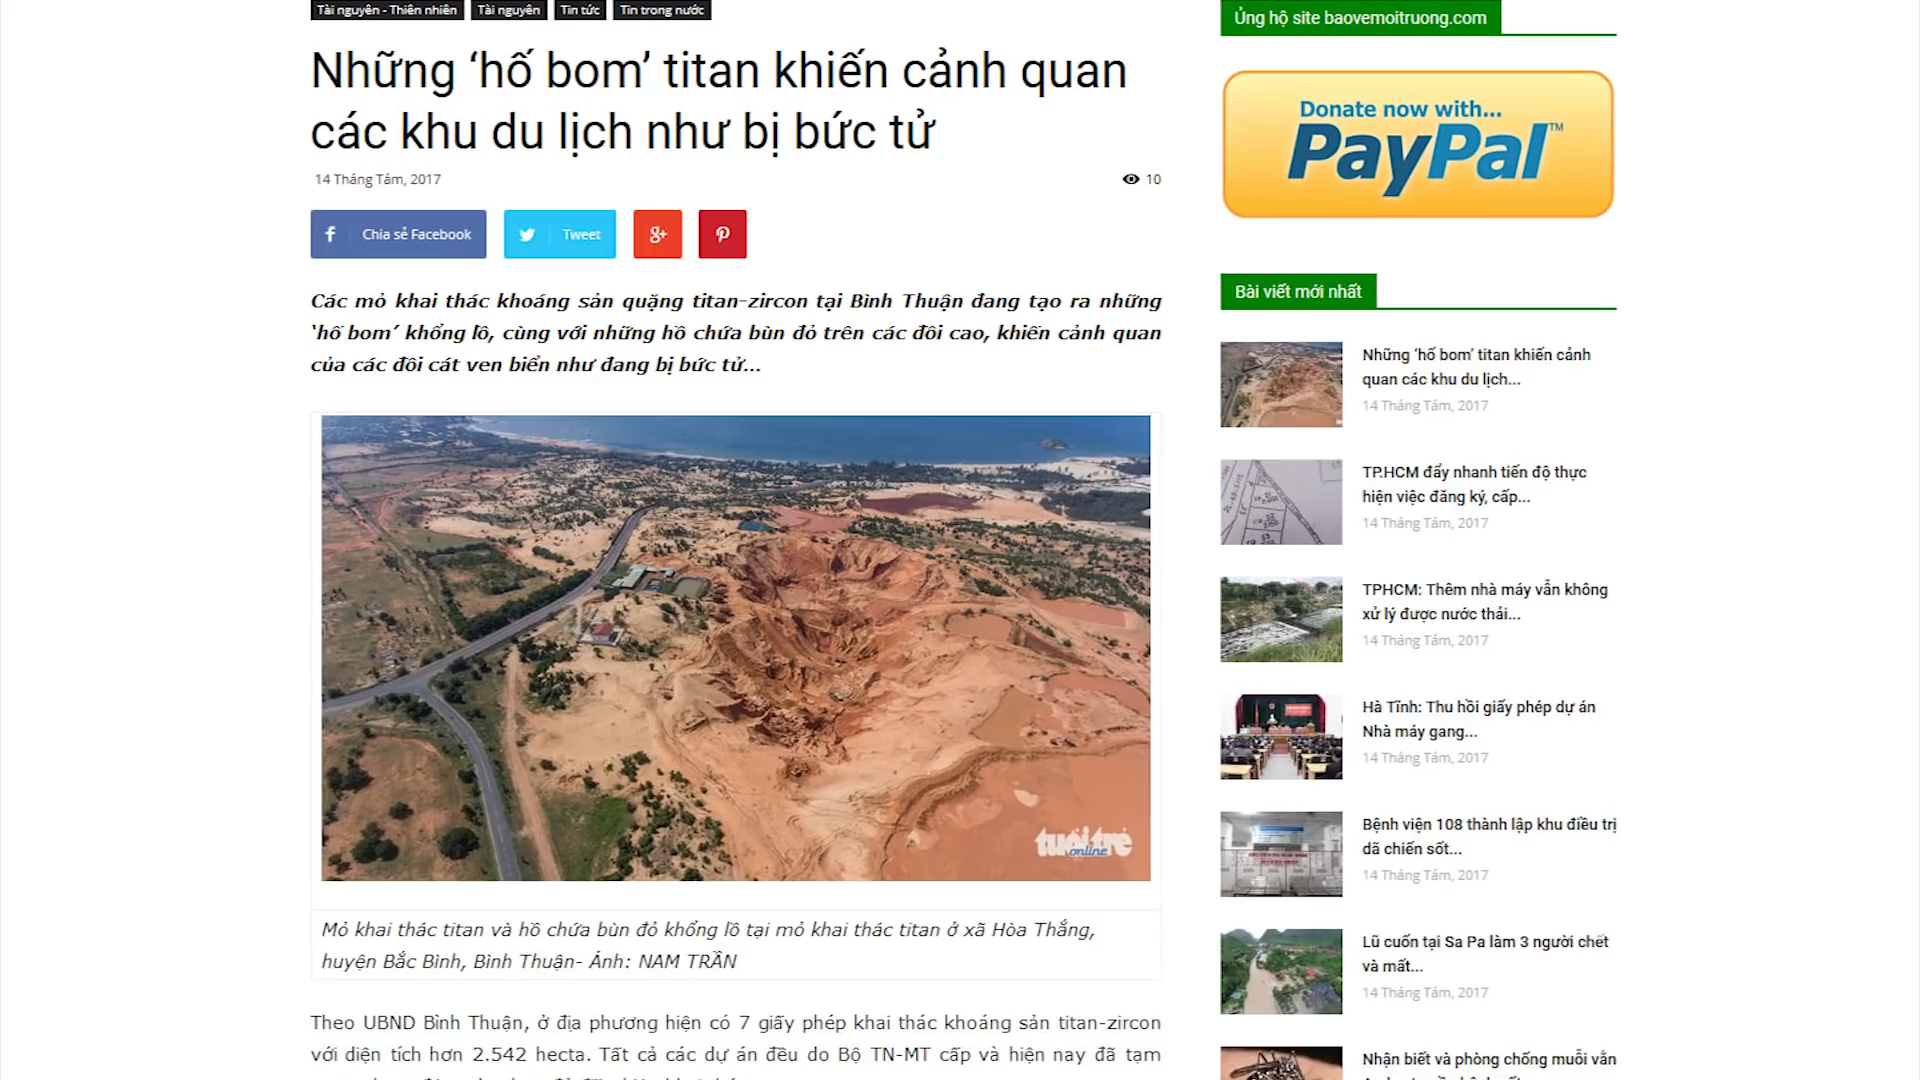 Tài nguyên - Thiên nhiên Tài nguyên Tin tức Tin trong nước
Những ‘hố bom’ titan khiến cảnh quan
các khu du lịch như bị bức tử
14 Tháng Tám, 2017
10
Chia sẻ Facebook
Tweet
g+
Các mỏ khai thác khoáng sản quặng titan-zircon tại Bình Thuận đang tạo ra những
‘hố bom’ khổng lồ, cùng với những hồ chứa bùn đỏ trên các đồi cao, khiến cảnh quan
của các đồi cát ven biển như đang bị bức tử…
tuổi trẻ
online
Mỏ khai thác titan và hồ chứa bùn đỏ khổng lồ tại mỏ khai thác titan ở xã Hòa Thắng,
huyện Bắc Bình, Bình Thuận- Ảnh: NAM TRẦN
Theo UBND Bình Thuận, ở địa phương hiện có 7 giấy phép khai thác khoáng sản titan-zircon
với diện tích hơn 2.542 hecta. Tất cả các dự án đều do Bộ TN-MT cấp và hiện nay đã tạm
Ủng hộ site baovemoitruong.com
Donate now with...
PayPal™
Bài viết mới nhất
Những ‘hố bom’ titan khiến cảnh
quan các khu du lịch...
14 Tháng Tám, 2017
TP.HCM đẩy nhanh tiến độ thực
hiện việc đăng ký, cấp...
14 Tháng Tám, 2017
TPHCM: Thêm nhà máy vẫn không
xử lý được nước thải...
14 Tháng Tám, 2017
Hà Tĩnh: Thu hồi giấy phép dự án
Nhà máy gang...
14 Tháng Tám, 2017
Bệnh viện 108 thành lập khu điều trị
dã chiến sốt...
14 Tháng Tám, 2017
Lũ cuốn tại Sa Pa làm 3 người chết
và mất...
14 Tháng Tám, 2017
Nhận biết và phòng chống muỗi vằn